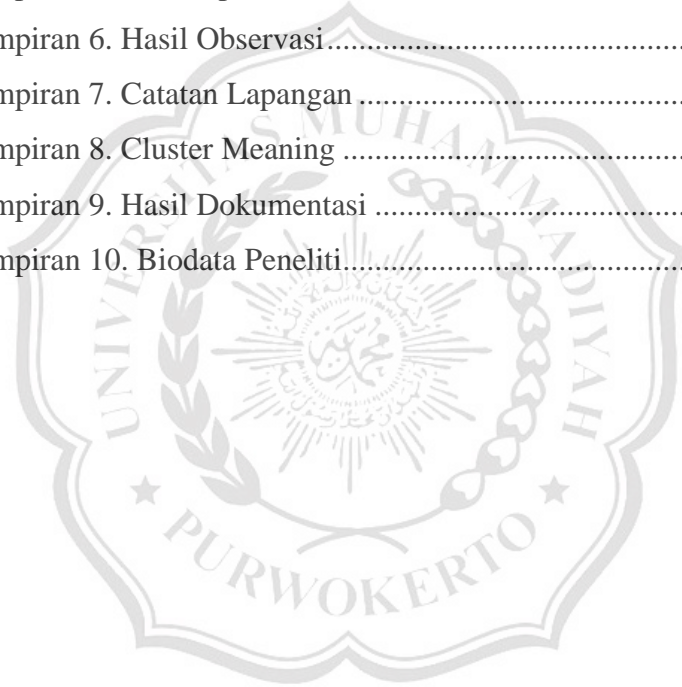 mpiran 6. Hasil Observasi..........................................
mpiran 7. Catatan Lapangan ......................................
mpiran 8. Cluster Meaning ........................................
mpiran 9. Hasil Dokumentasi ....................................
mpiran 10. Biodata Peneliti........................................
UNIVERSITAS MUHAMMADIYAH
PURWOKERTO